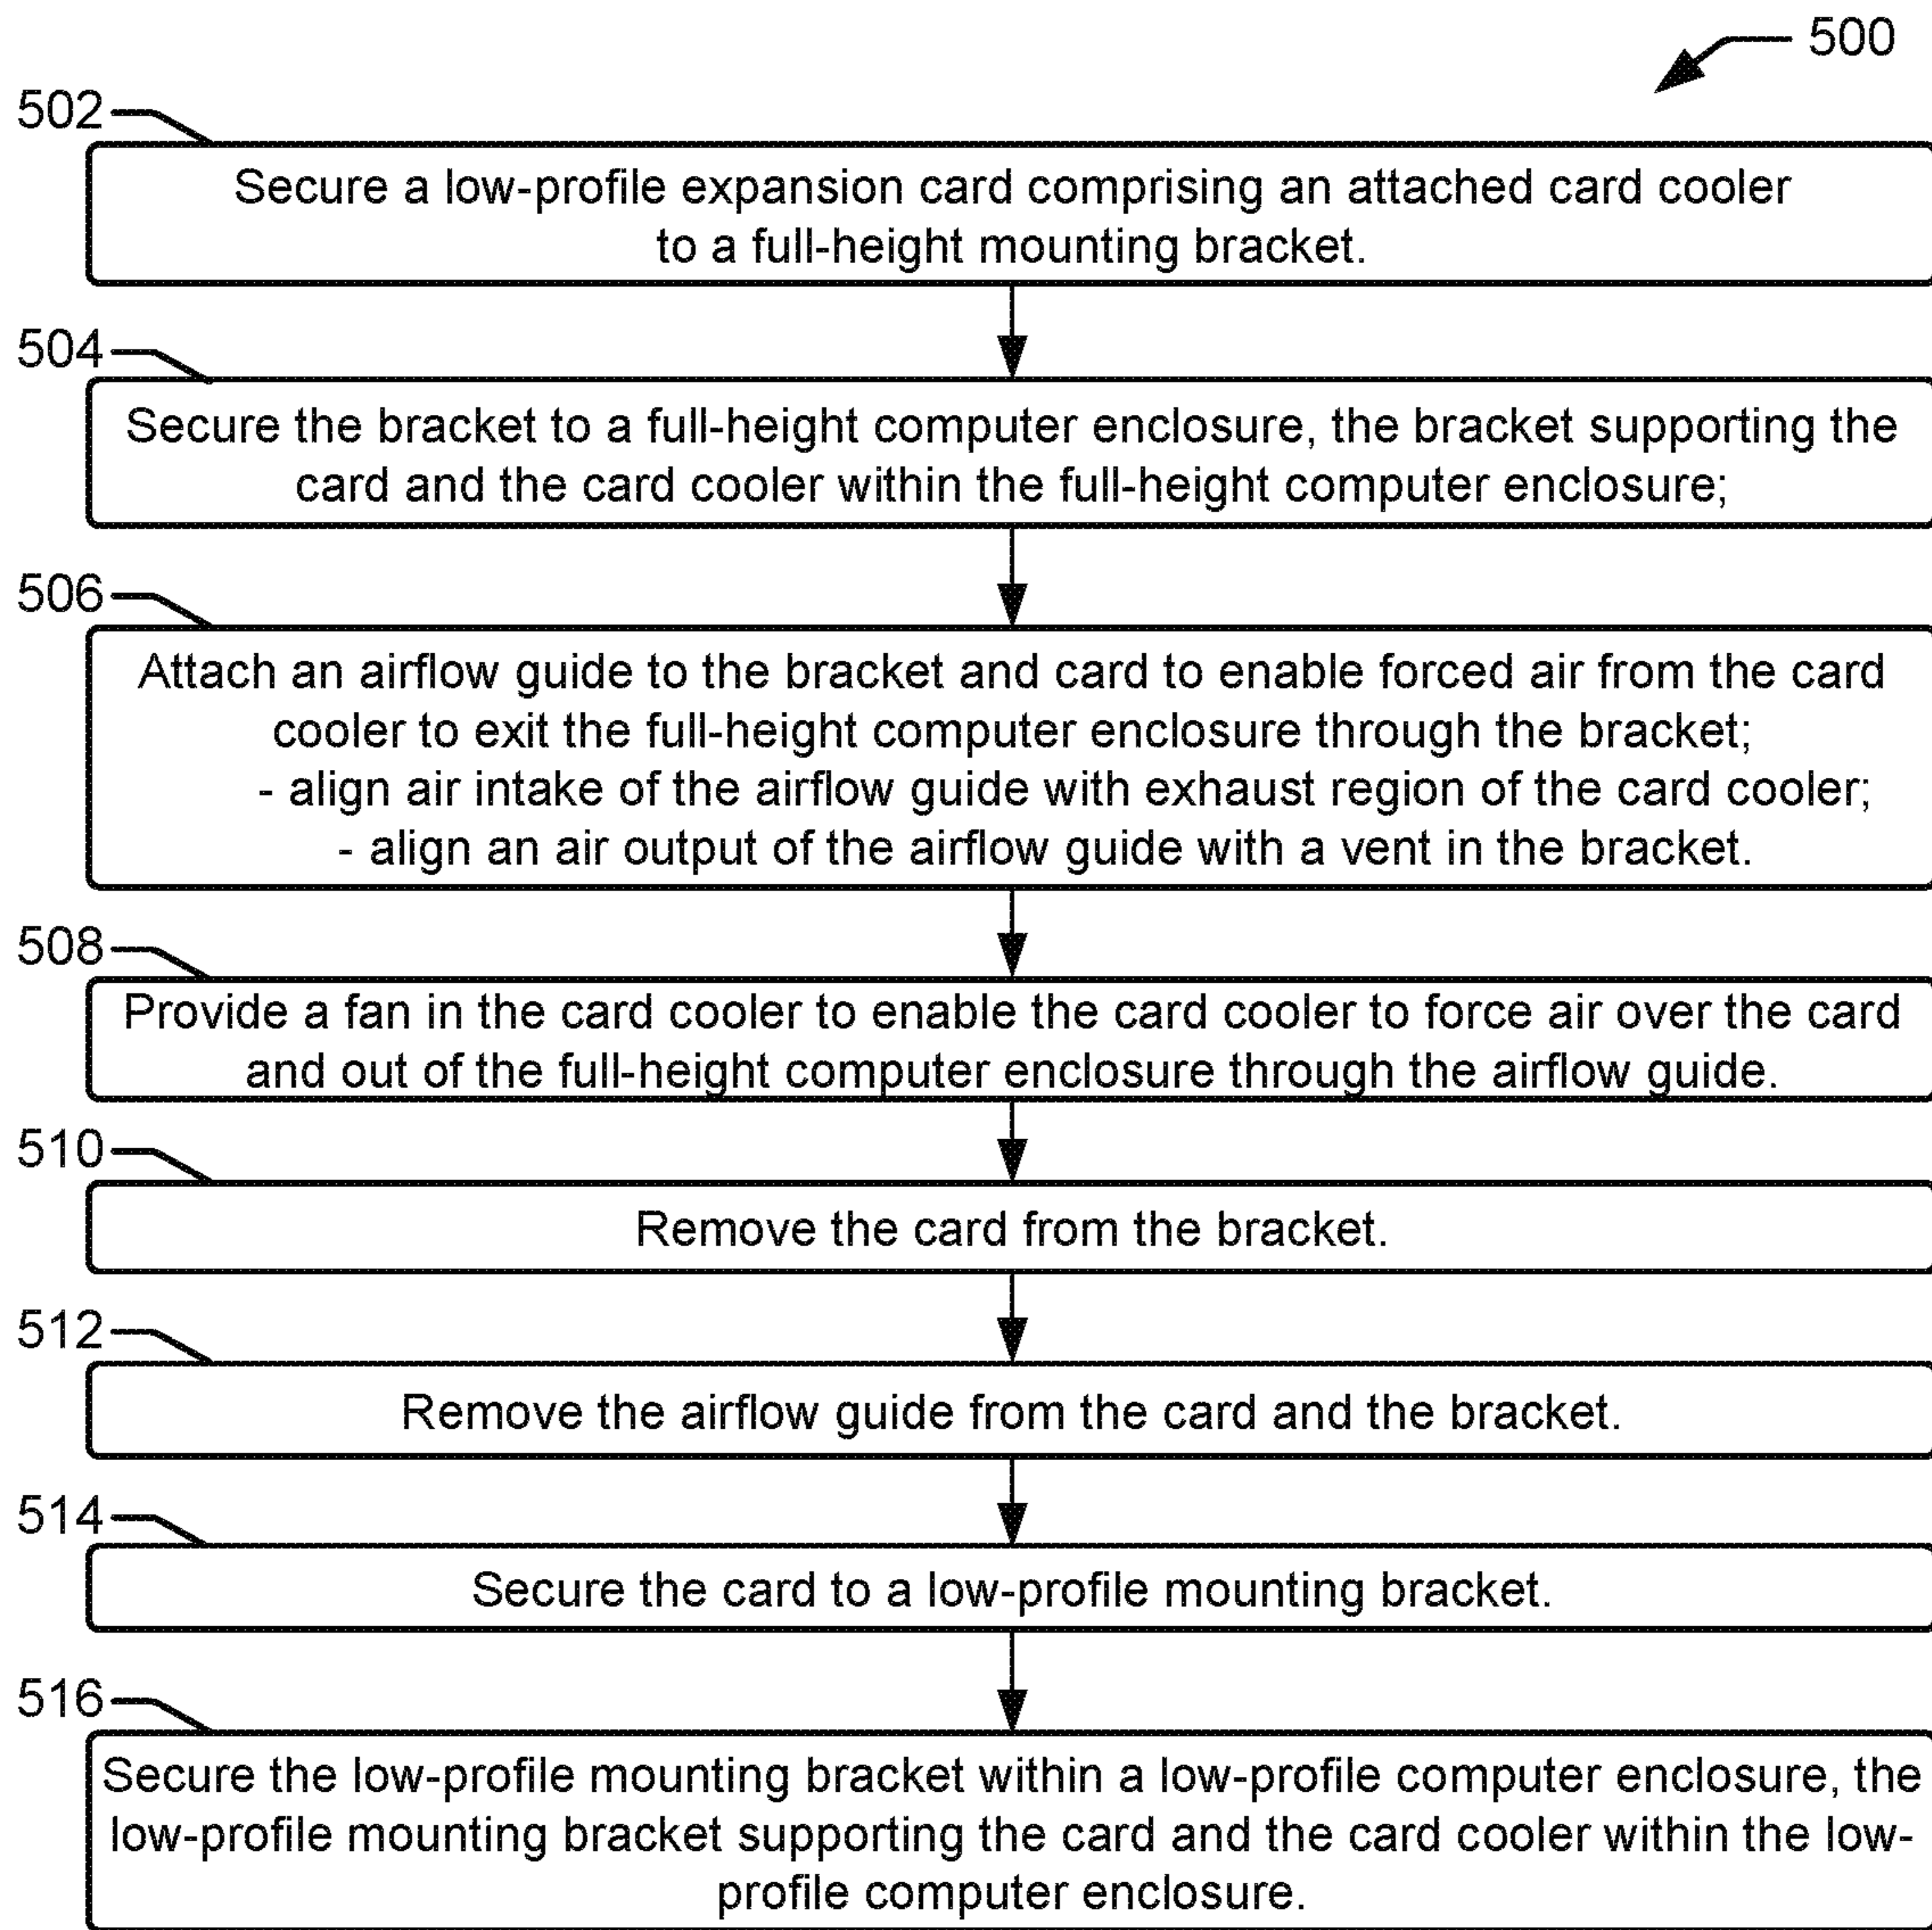 500
502
Secure a low-profile expansion card comprising an attached card cooler
to a full-height mounting bracket.
504
Secure the bracket to a full-height computer enclosure, the bracket supporting the
card and the card cooler within the full-height computer enclosure;
506
Attach an airflow guide to the bracket and card to enable forced air from the card
cooler to exit the full-height computer enclosure through the bracket;
- align air intake of the airflow guide with exhaust region of the card cooler;
- align an air output of the airflow guide with a vent in the bracket.
508
Provide a fan in the card cooler to enable the card cooler to force air over the card
and out of the full-height computer enclosure through the airflow guide.
510
Remove the card from the bracket.
512
Remove the airflow guide from the card and the bracket.
514
Secure the card to a low-profile mounting bracket.
516
Secure the low-profile mounting bracket within a low-profile computer enclosure, the
low-profile mounting bracket supporting the card and the card cooler within the low-
profile computer enclosure.